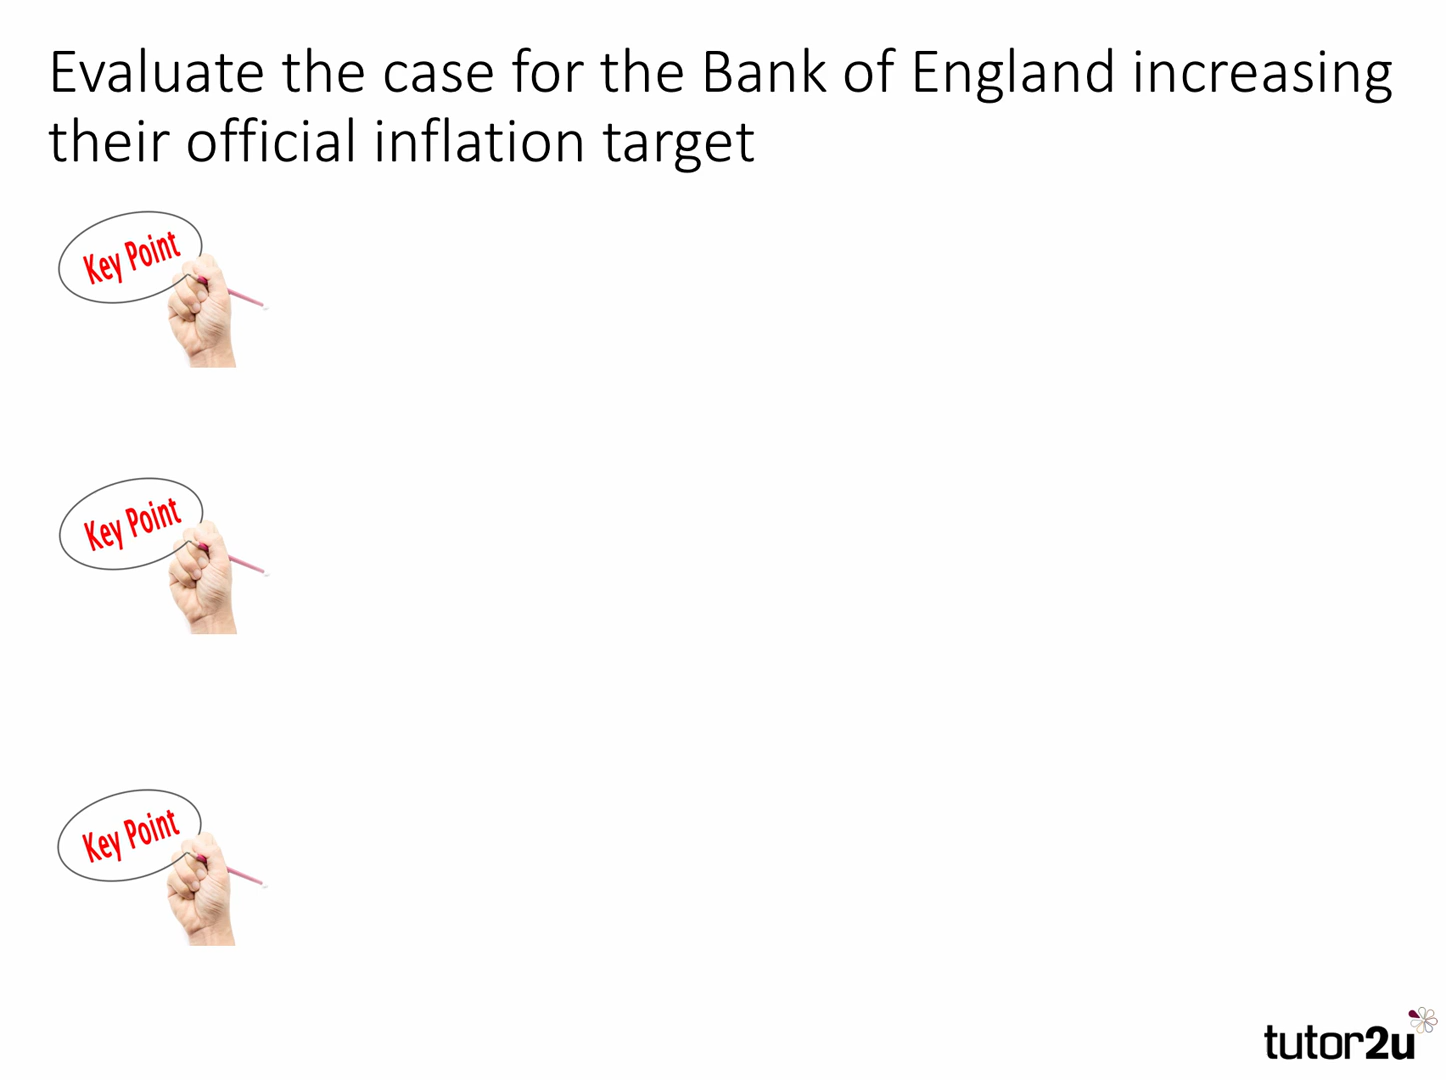 Evaluate the case for the Bank of England increasing
their official inflation target
Key Point
Key Point
Key Point
tutor2u